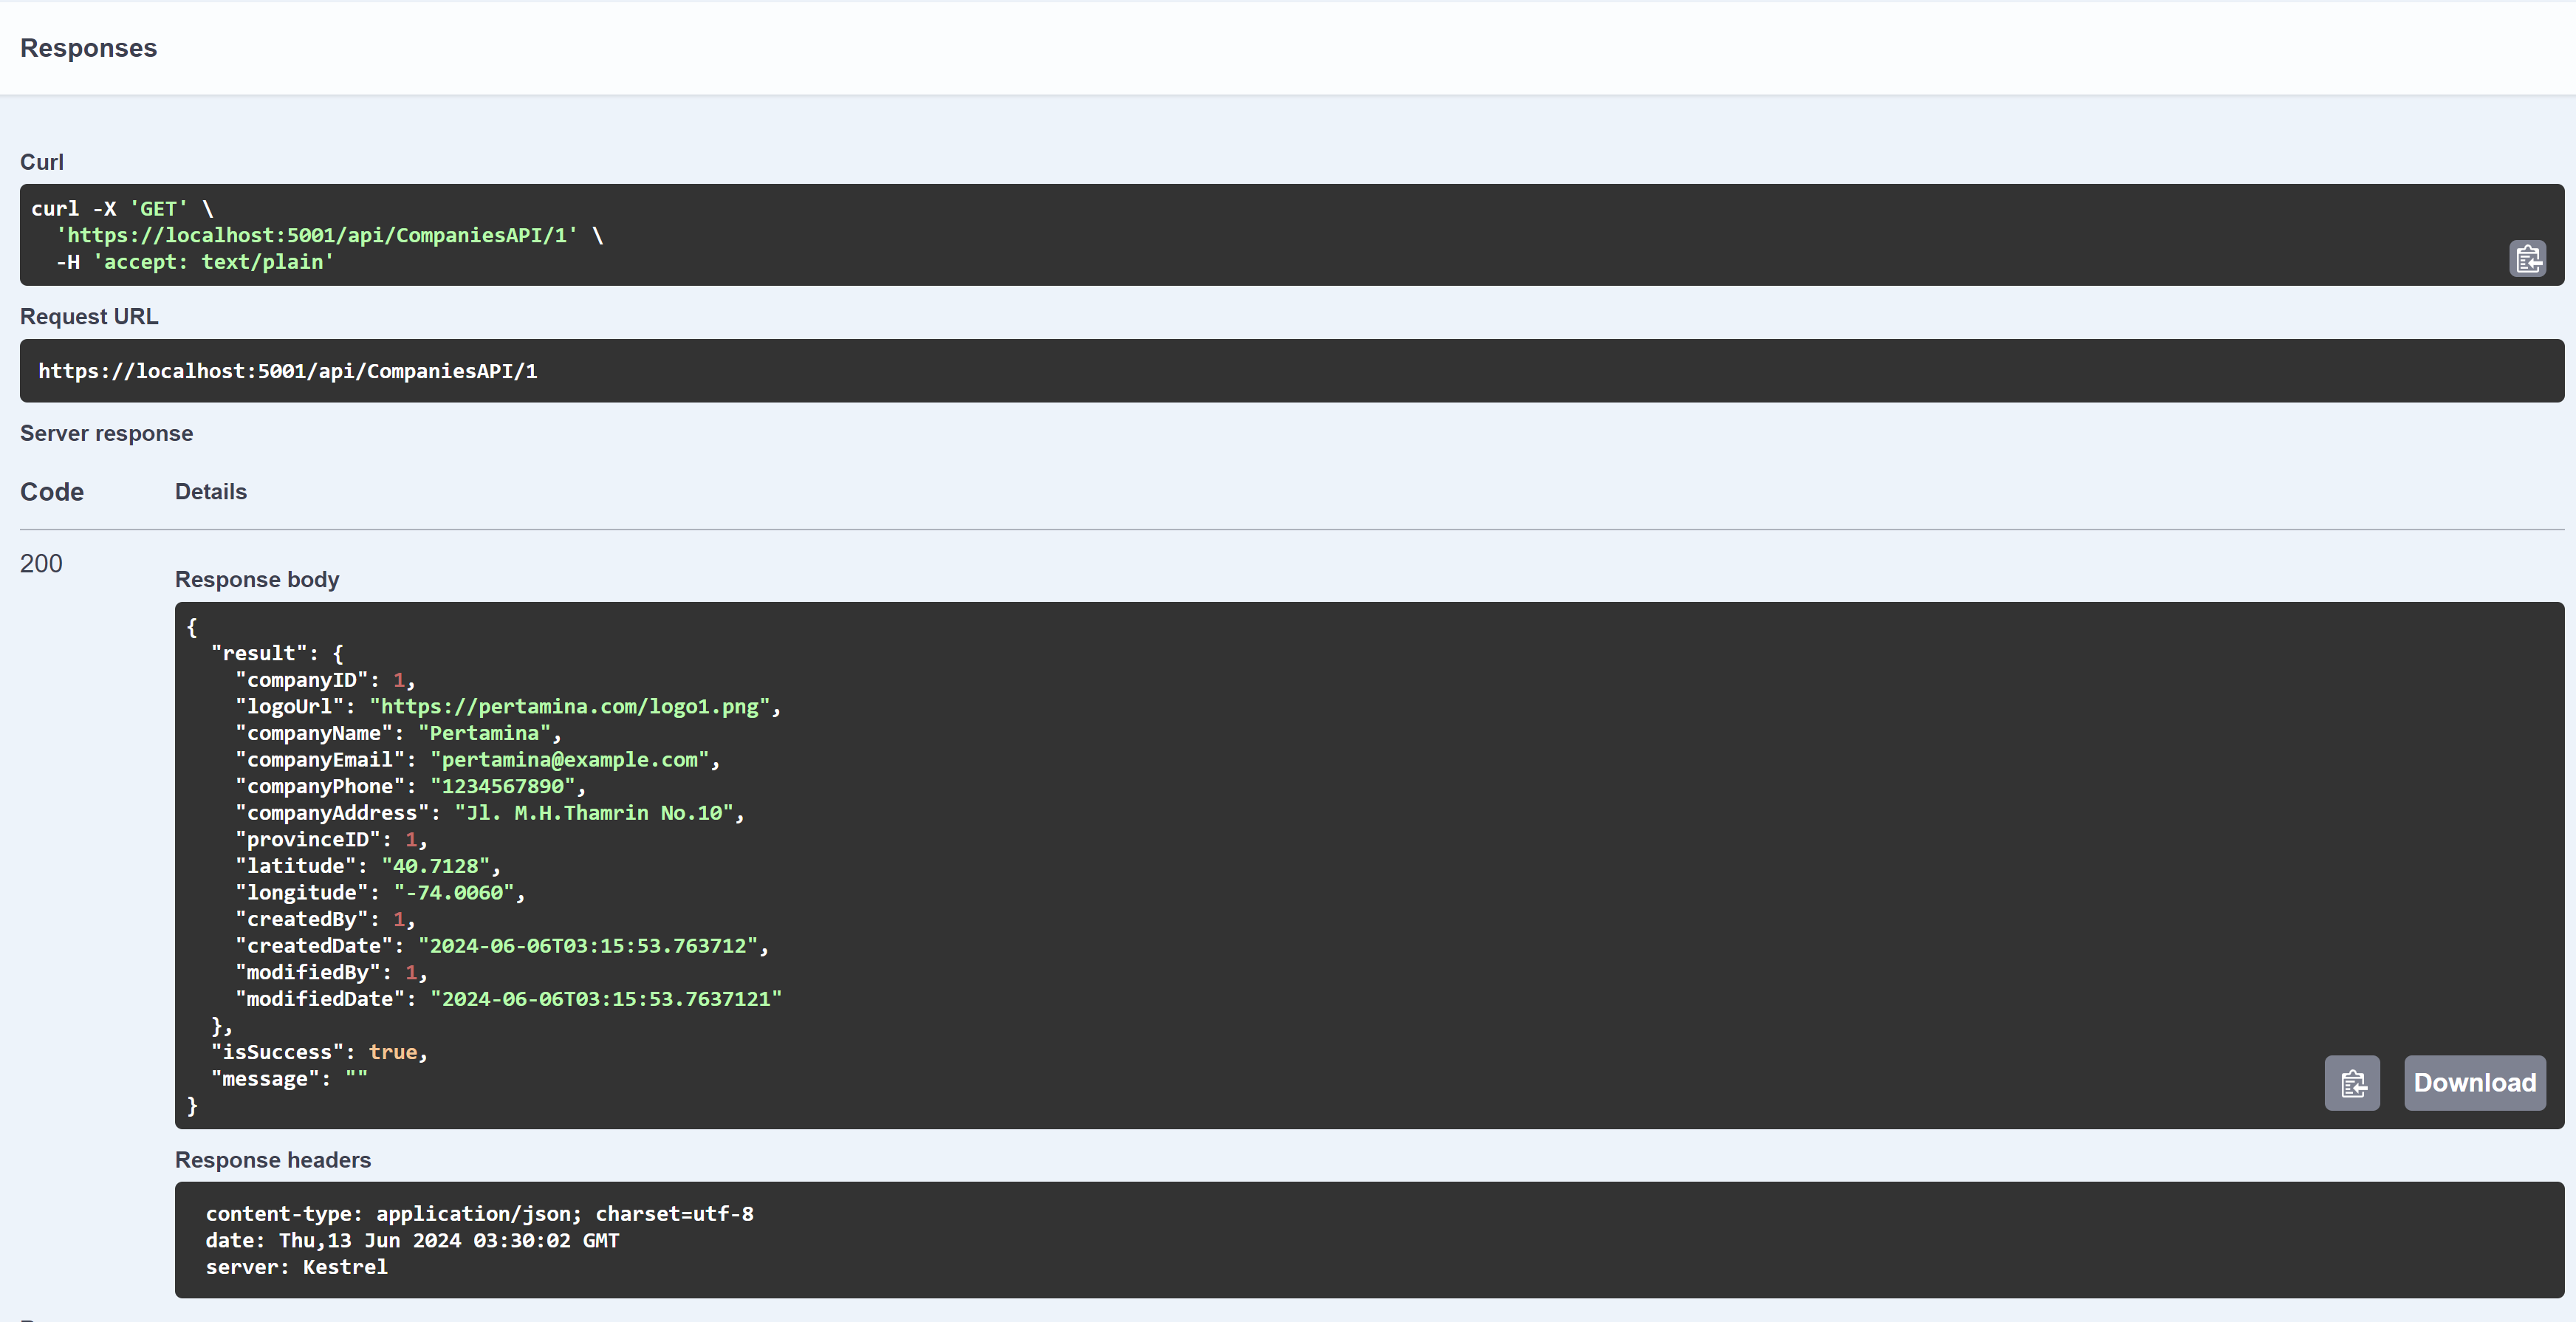 Responses
Curl
curl -X 'GET' \
  'https://localhost:5001/api/CompaniesAPI/1' \
  -H 'accept: text/plain'
Request URL
https://localhost:5001/api/CompaniesAPI/1
Server response
Code Details
200
Response body
{
  "result": {
    "companyID": 1,
    "logoUrl": "https://pertamina.com/logo1.png",
    "companyName": "Pertamina",
    "companyEmail": "pertamina@example.com",
    "companyPhone": "1234567890",
    "companyAddress": "Jl. M.H.Thamrin No.10",
    "provinceID": 1,
    "latitude": "40.7128",
    "longitude": "-74.0060",
    "createdBy": 1,
    "createdDate": "2024-06-06T03:15:53.763712",
    "modifiedBy": 1,
    "modifiedDate": "2024-06-06T03:15:53.7637121"
  },
  "isSuccess": true,
  "message": ""
}
Download
Response headers
content-type: application/json; charset=utf-8
date: Thu,13 Jun 2024 03:30:02 GMT
server: Kestrel